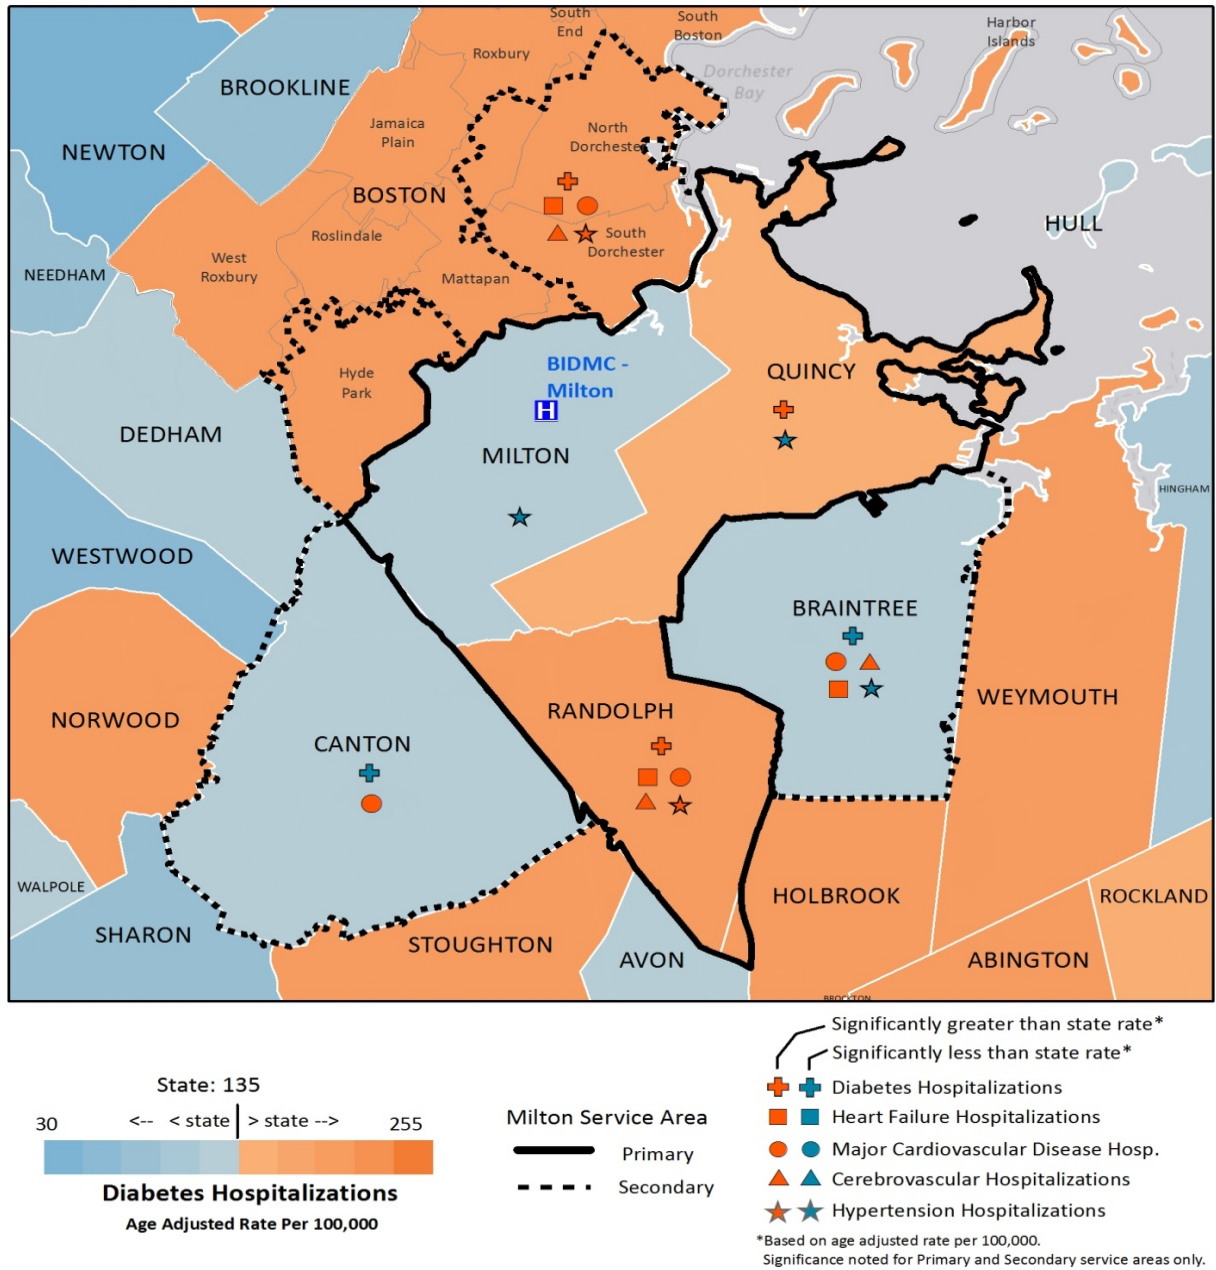 South
End
South
Boston
Harbor
Islands
Roxbury
Dorchester
Bay
BROOKLINE
Jamaica
Plain
North
Dorcheste
NEWTON
BOSTON
HULL
Roslindale
South
Dorchester
West
Roxbury
NEEDHAM
Mattapan
BIDMC -
Milton
H
QUINCY
Hyde
Park
DEDHAM
MILTON
HINGHAM
WESTWOOD
BRAINTREE
WEYMOUTH
RANDOLPH
NORWOOD
CANTON
WALPOLE
HOLBROOK
ROCKLAND
SHARON
STOUGHTON
AVON
ABINGTON
BROCKTON
State: 135
30 <-- < state > state --> 255
Diabetes Hospitalizations
Age Adjusted Rate Per 100,000
Milton Service Area
Primary
Secondary
Significantly greater than state rate*
Significantly less than state rate*
Diabetes Hospitalizations
Heart Failure Hospitalizations
Major Cardiovascular Disease Hosp.
Cerebrovascular Hospitalizations
Hypertension Hospitalizations
*Based on age adjusted rate per 100,000.
Significance noted for Primary and Secondary service areas only.